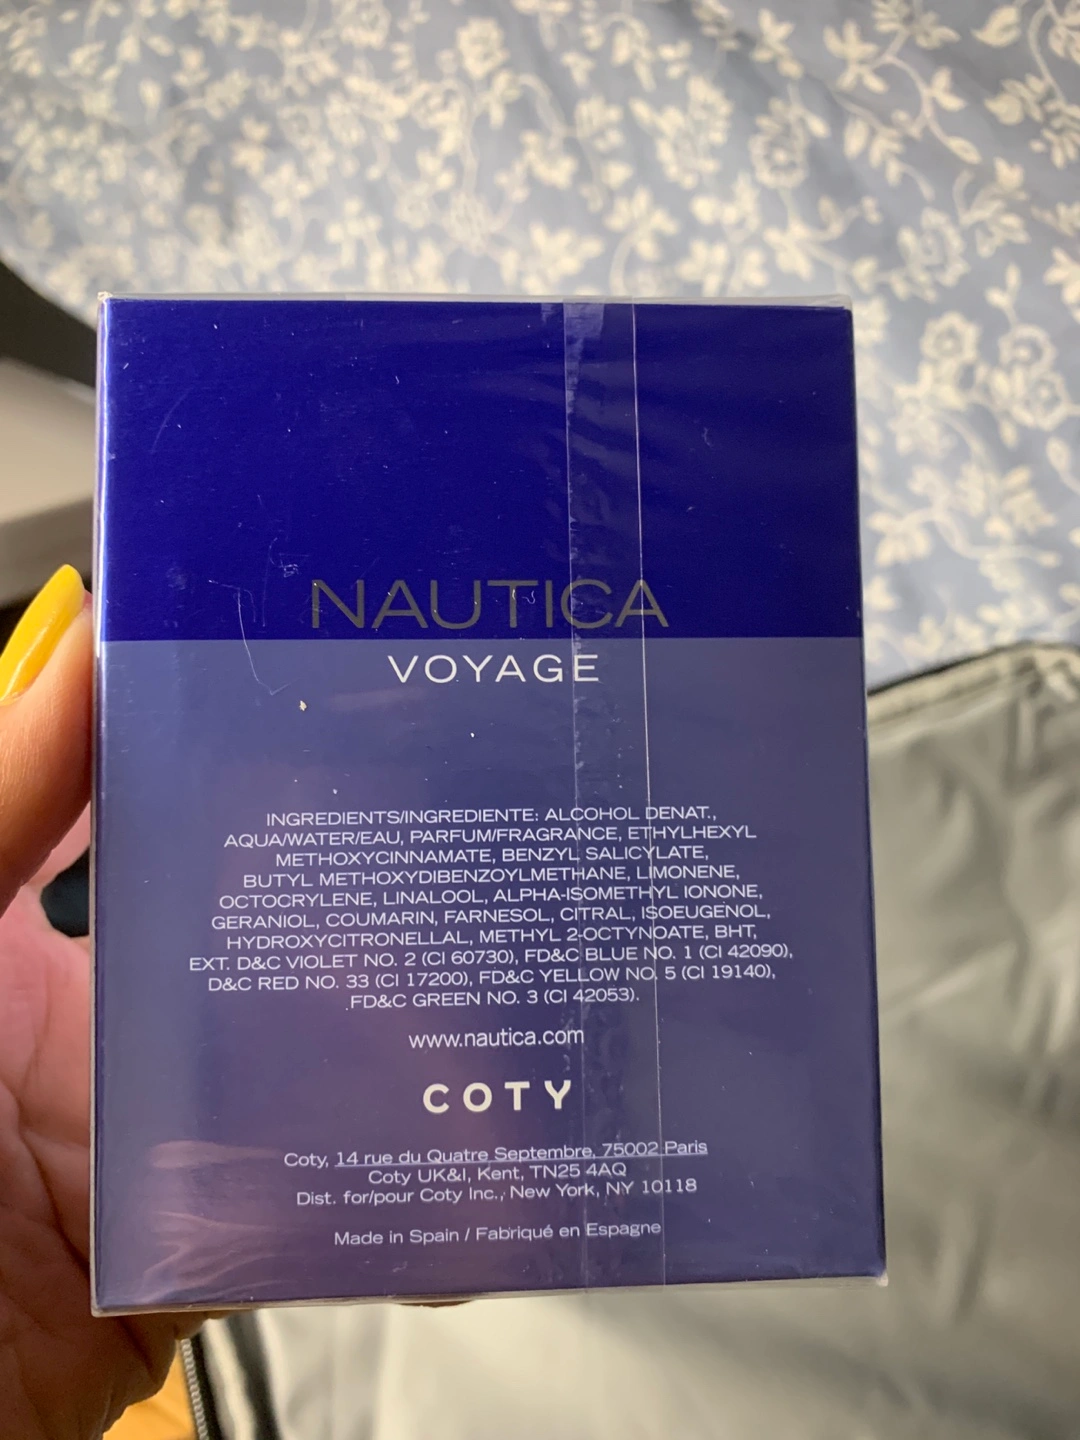 NAUTICA
VOYAGE
INGREDIENTS/INGREDIENTE: ALCOHOL DENAT.,
AQUA/WATER/EAU, PARFUM/FRAGRANCE, ETHYLHEXYL
METHOXYCINNAMATE, BENZYL SALICYLATE,
BUTYL METHOXYDIBENZOYLMETHANE, LIMONENE,
OCTOCRYLENE, LINALOOL, ALPHA-ISOMETHYL IONONE,
GERANIOL, COUMARIN, FARNESOL, CITRAL, ISOEUGENOL,
HYDROXYCITRONELLAL, METHYL 2-OCTYNOATE, BHT,
EXT. D&C VIOLET NO. 2 (CI 60730), FD&C BLUE NO. 1 (CI 42090),
D&C RED NO. 33 (CI 17200), FD&C YELLOW NO. 5 (CI 19140),
FD&C GREEN NO. 3 (CI 42053).
www.nautica.com
COTY
Coty, 14 rue du Quatre Septembre, 75002 Paris
Coty UK&I, Kent, TN25 4AQ
Dist. for/pour Coty Inc., New York, NY 10118
Made in Spain / Fabriqué en Espagne